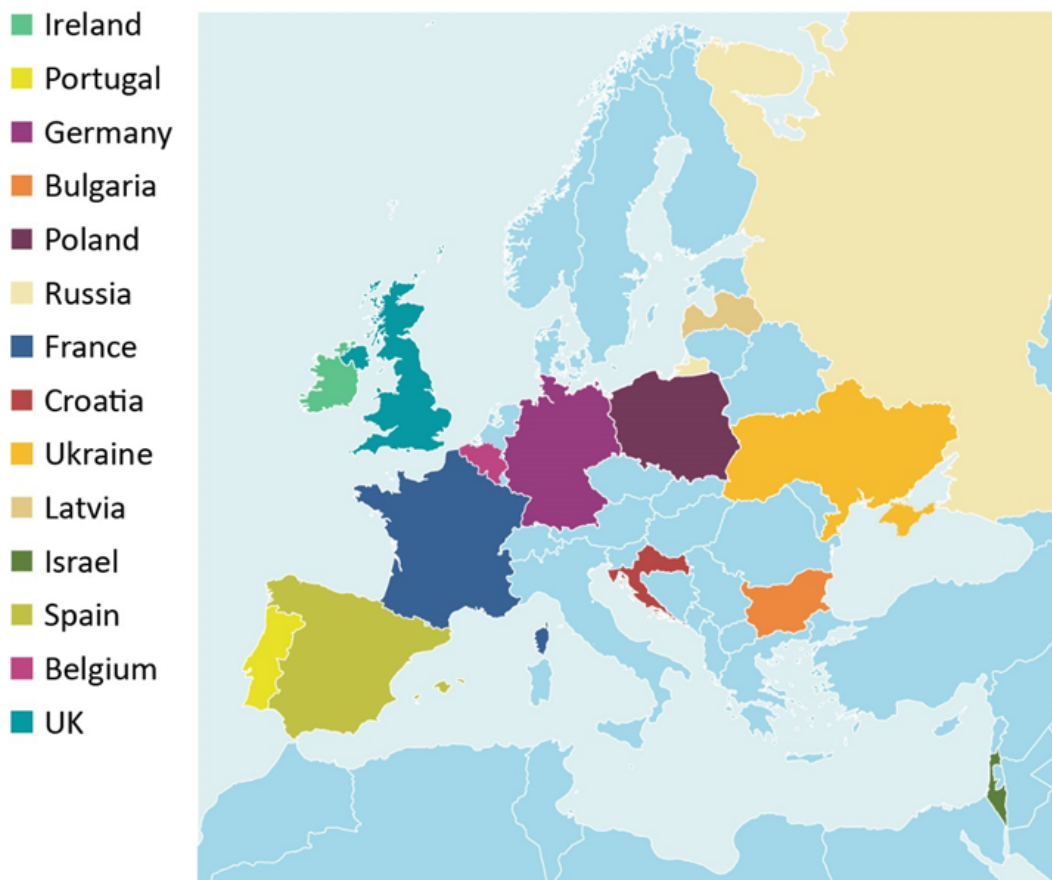 Ireland
Portugal
Germany
Bulgaria
Poland
Russia
France
Croatia
Ukraine
Latvia
Israel
Spain
Belgium
UK